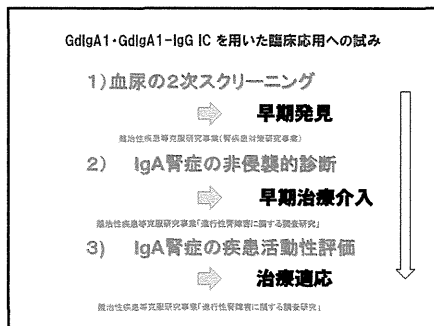 GdIgA1・GdIgA1-IgG IC を用いた臨床応用への試み
1)血尿の2次スクリーニング
早期発見
難治性疾患等克服研究事業(腎疾患対策研究事業)
2) IgA腎症の非侵襲的診断
早期治療介入
難治性疾患等克服研究事業「進行性腎障害に関する調査研究」
3) IgA腎症の疾患活動性評価
治療適応
難治性疾患等克服研究事業「進行性腎障害に関する調査研究」